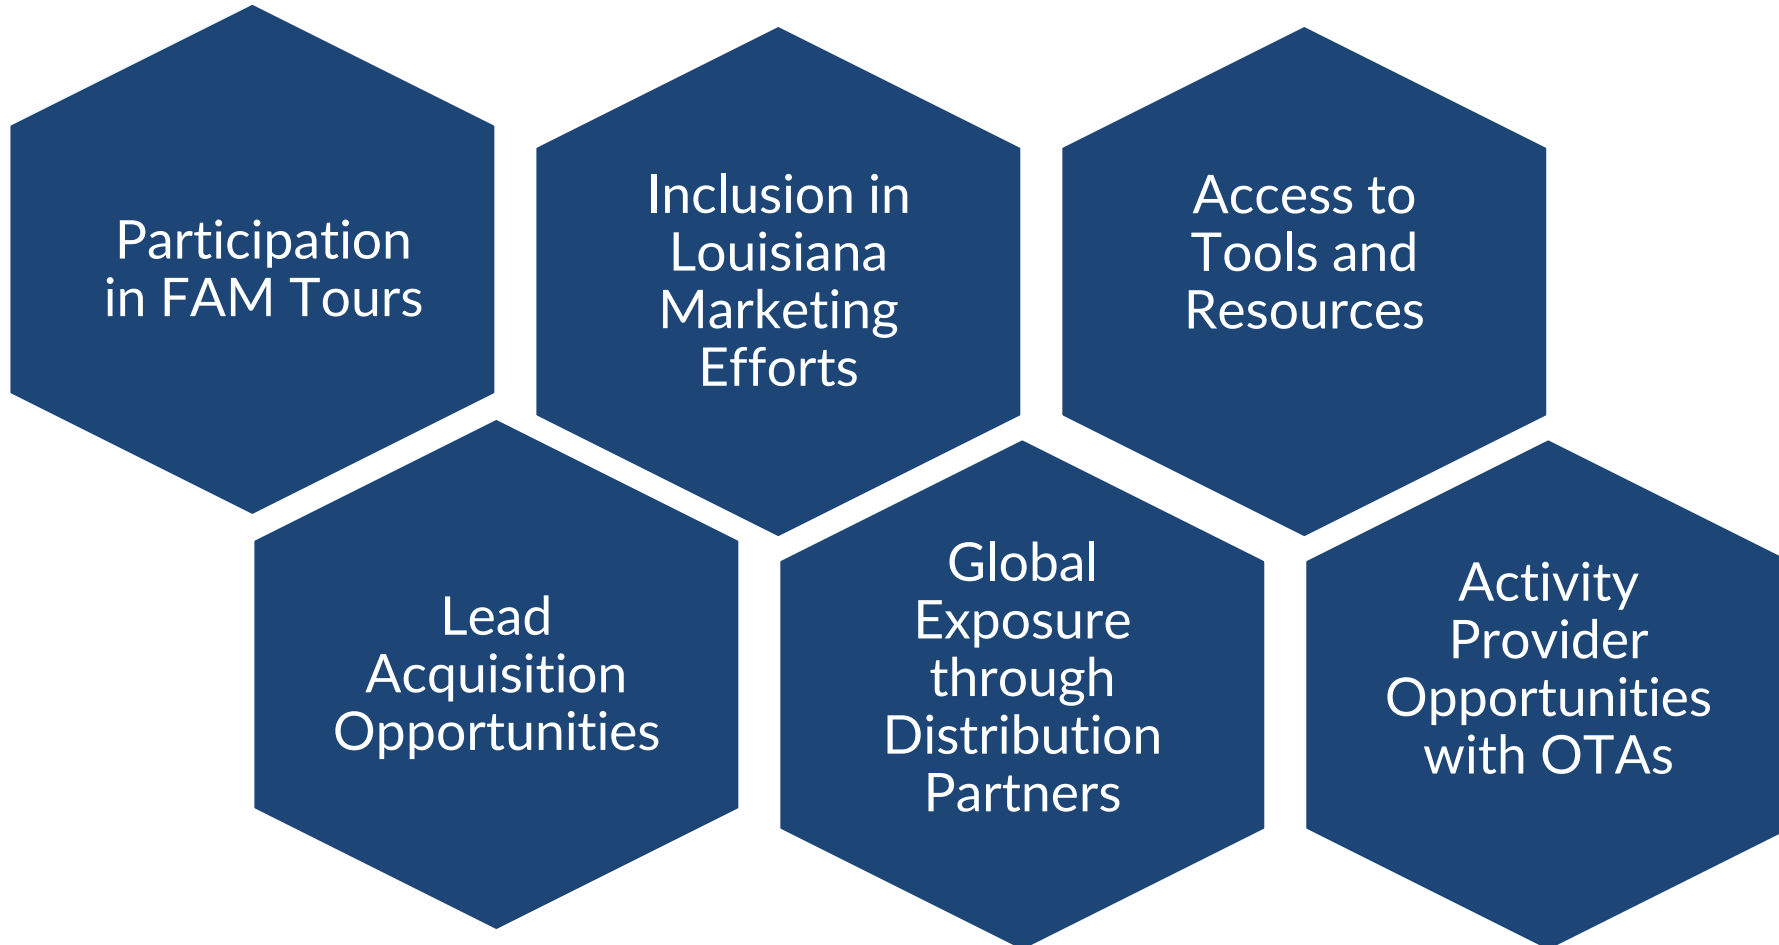 Participation
in FAM Tours
Inclusion in
Louisiana
Marketing
Efforts
Access to
Tools and
Resources
Lead
Acquisition
Opportunities
Global
Exposure
through
Distribution
Partners
Activity
Provider
Opportunities
with OTAs